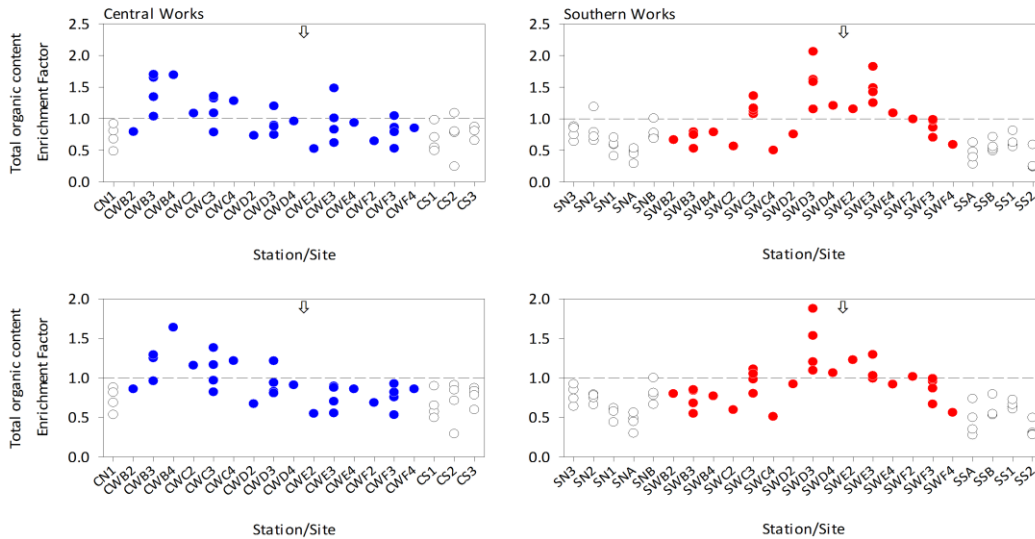 Central Works
Total organic content
Enrichment Factor
2.5
2.0
1.5
1.0
0.5
0.0
CN1 CWB2 CWB3 CWB4 CWC2 CWC3 CWC4 CWD2 CWD3 CWD4 CWE2 CWE3 CWE4 CWF2 CWF3 CWF4 CS1 CS2 CS3
Station/Site
Southern Works
2.5
2.0
1.5
1.0
0.5
0.0
SN3 SN2 SN1 SNA SNB SWB2 SWB3 SWB4 SWC2 SWC3 SWC4 SWD2 SWD3 SWD4 SWE2 SWE3 SWE4 SWF2 SWF3 SWF4 SSA SSB SS1 SS2
Station/Site
Total organic content
Enrichment Factor
2.0
1.5
1.0
0.5
0.0
CN1 CWB2 CWB3 CWB4 CWC2 CWC3 CWC4 CWD2 CWD3 CWD4 CWE2 CWE3 CWE4 CWF2 CWF3 CWF4 CS1 CS2 CS3
Station/Site
2.0
1.5
1.0
0.5
0.0
SN3 SN2 SN1 SNA SNB SWB2 SWB3 SWB4 SWC2 SWC3 SWC4 SWD2 SWD3 SWD4 SWE2 SWE3 SWE4 SWF2 SWF3 SWF4 SSA SSB SS1 SS2
Station/Site